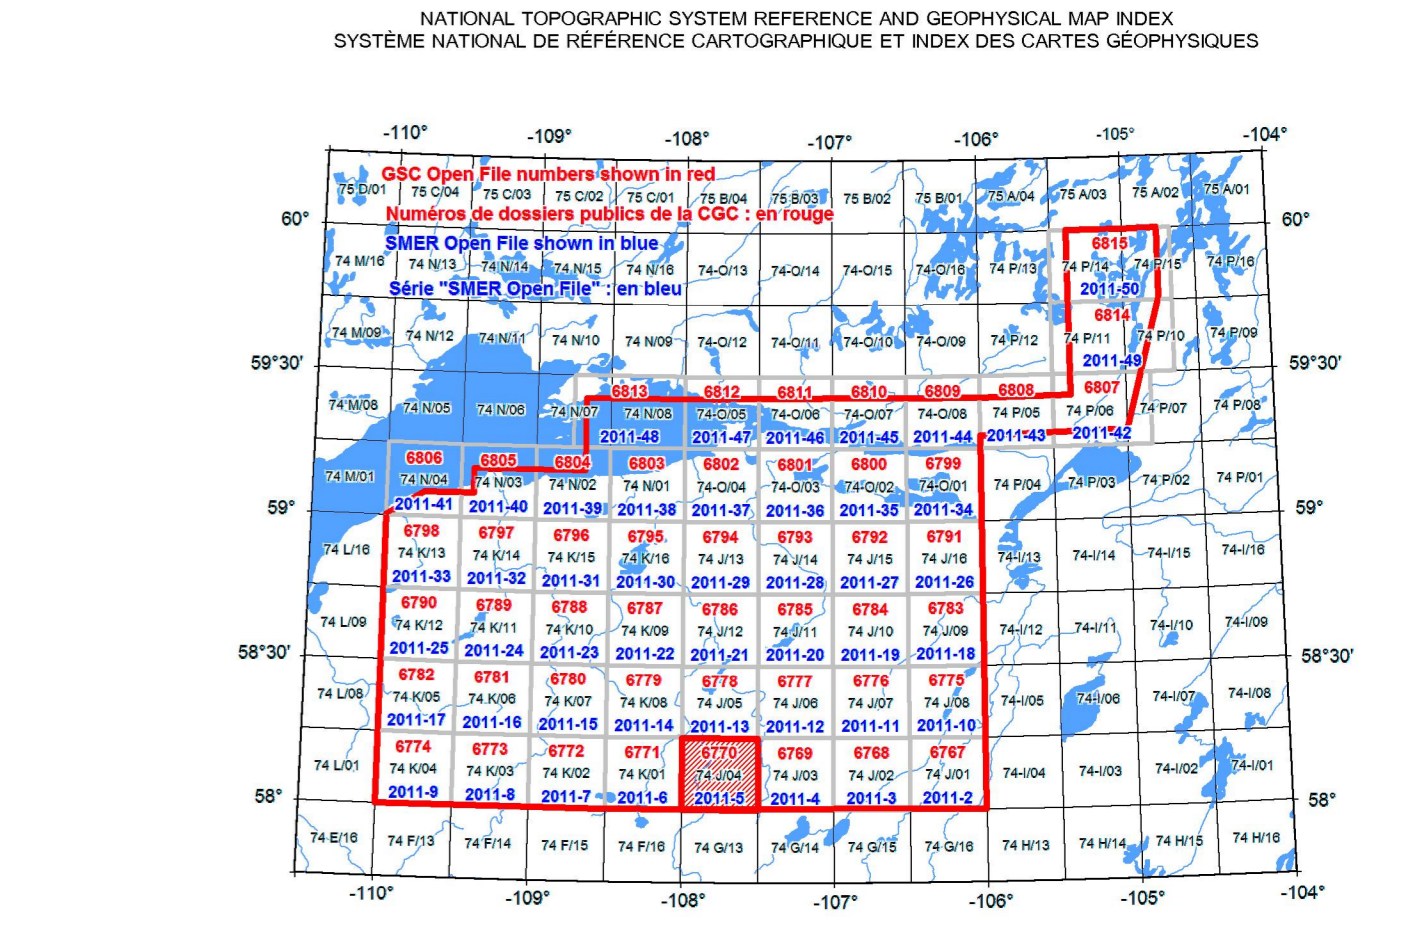 NATIONAL TOPOGRAPHIC SYSTEM REFERENCE AND GEOPHYSICAL MAP INDEX
SYSTÈME NATIONAL DE RÉFÉRENCE CARTOGRAPHIQUE ET INDEX DES CARTES GÉOPHYSIQUES
-110° -109° -108° -107° -106° -105° -104°
GSC Open File numbers shown in red
75 D/01 75 C/04 75 C/03 75 C/02 75 C/01 75 B/04 75 B/03 75 B/02 75 B/01 75 A/04 75 A/03 75 A/02 75 A/01
60° Numéros de dossiers publics de la CGC : en rouge 60°
SMER Open File shown in blue 6815
74 M/16 74 N/13 74 N/14 74 N/15 74 N/16 74-O/13 74-O/14 74-O/15 74-O/16 74 P/13 74 P/14 74 P/15 74 P/16
Série "SMER Open File" : en bleu 2011-50
6814
74 M/09 74 N/12 74 N/11 74 N/10 74 N/09 74-O/12 74-O/11 74-O/10 74-O/09 74 P/12 74 P/11 74 P/10 74 P/09
59°30' 2011-49 59°30'
6813 6812 6811 6810 6809 6808 6807
74 M/08 74 N/05 74 N/06 74 N/07 74 N/08 74-O/05 74-O/06 74-O/07 74-O/08 74 P/05 74 P/06 74 P/07 74 P/08
2011-48 2011-47 2011-46 2011-45 2011-44 2011-43 2011-42
6806 6805 6804 6803 6802 6801 6800 6799
74 M/01 74 N/04 74 N/03 74 N/02 74 N/01 74-O/04 74-O/03 74-O/02 74-O/01 74 P/04 74 P/03 74 P/02 74 P/01
59° 2011-41 2011-40 2011-39 2011-38 2011-37 2011-36 2011-35 2011-34 59°
6798 6797 6796 6795 6794 6793 6792 6791
74 L/16 74 K/13 74 K/14 74 K/15 74 K/16 74 J/13 74 J/14 74 J/15 74 J/16 74-I/13 74-I/14 74-I/15 74-I/16
2011-33 2011-32 2011-31 2011-30 2011-29 2011-28 2011-27 2011-26
6790 6789 6788 6787 6786 6785 6784 6783
74 L/09 74 K/12 74 K/11 74 K/10 74 K/09 74 J/12 74 J/11 74 J/10 74 J/09 74-I/12 74-I/11 74-I/10 74-I/09
58°30' 2011-25 2011-24 2011-23 2011-22 2011-21 2011-20 2011-19 2011-18 58°30'
6782 6781 6780 6779 6778 6777 6776 6775
74 L/08 74 K/05 74 K/06 74 K/07 74 K/08 74 J/05 74 J/06 74 J/07 74 J/08 74-I/05 74-I/06 74-I/07 74-I/08
2011-17 2011-16 2011-15 2011-14 2011-13 2011-12 2011-11 2011-10
6774 6773 6772 6771 6770 6769 6768 6767
74 L/01 74 K/04 74 K/03 74 K/02 74 K/01 74 J/04 74 J/03 74 J/02 74 J/01 74-I/04 74-I/03 74-I/02 74-I/01
58° 2011-9 2011-8 2011-7 2011-6 2011-5 2011-4 2011-3 2011-2 58°
74 E/16 74 F/13 74 F/14 74 F/15 74 F/16 74 G/13 74 G/14 74 G/15 74 G/16 74 H/13 74 H/14 74 H/15 74 H/16
-110° -109° -108° -107° -106° -105° -104°